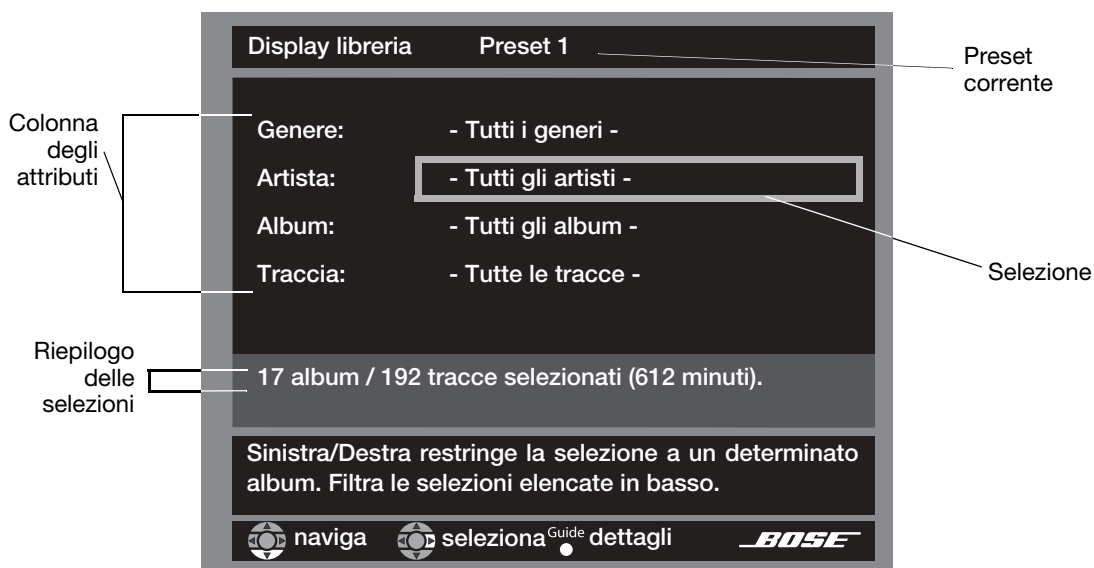 Display libreria Preset 1
Preset
corrente
Colonna
degli
attributi
Genere: - Tutti i generi -
Artista: - Tutti gli artisti -
Album: - Tutti gli album -
Traccia: - Tutte le tracce -
Selezione
Riepilogo
delle
selezioni
17 album / 192 tracce selezionati (612 minuti).
Sinistra/Destra restringe la selezione a un determinato
album. Filtra le selezioni elencate in basso.
naviga seleziona Guide dettagli BOSE